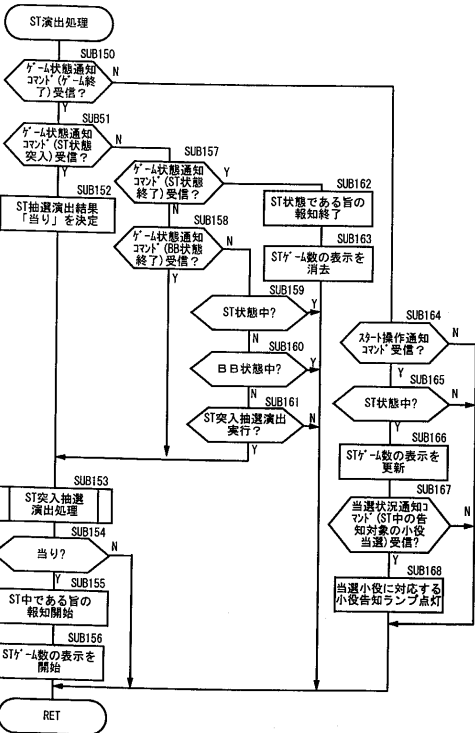 ST演出処理
SUB150
ｹﾞｰﾑ状態通知
ｺﾏﾝﾄﾞ(ｹﾞｰﾑ終
了)受信？
N
Y
SUB51
ｹﾞｰﾑ状態通知
ｺﾏﾝﾄﾞ(ST状態
突入)受信？
N
Y
SUB152
ST抽選演出結果
「当り」を決定
SUB157
ｹﾞｰﾑ状態通知
ｺﾏﾝﾄﾞ(ST状態
終了)受信？
Y
N
SUB158
ｹﾞｰﾑ状態通知
ｺﾏﾝﾄﾞ(BB状態
終了)受信？
N
Y
SUB162
ST状態である旨の
報知終了
SUB163
STｹﾞｰﾑ数の表示を
消去
SUB159
ST状態中？
Y
N
SUB160
ＢＢ状態中？
Y
N
SUB161
ST突入抽選演出
実行？
N
Y
SUB164
ｽﾀｰﾄ操作通知
ｺﾏﾝﾄﾞ受信？
N
Y
SUB165
ST状態中？
N
Y
SUB166
STｹﾞｰﾑ数の表示を
更新
SUB167
当選状況通知ｺ
ﾏﾝﾄﾞ(ST中の告
知対象の小役
当選)受信?
N
Y
SUB168
当選小役に対応する
小役告知ランプ点灯
SUB153
ST突入抽選
演出処理
SUB154
当り？
N
Y
SUB155
ST中である旨の
報知開始
SUB156
STｹﾞｰﾑ数の表示を
開始
RET